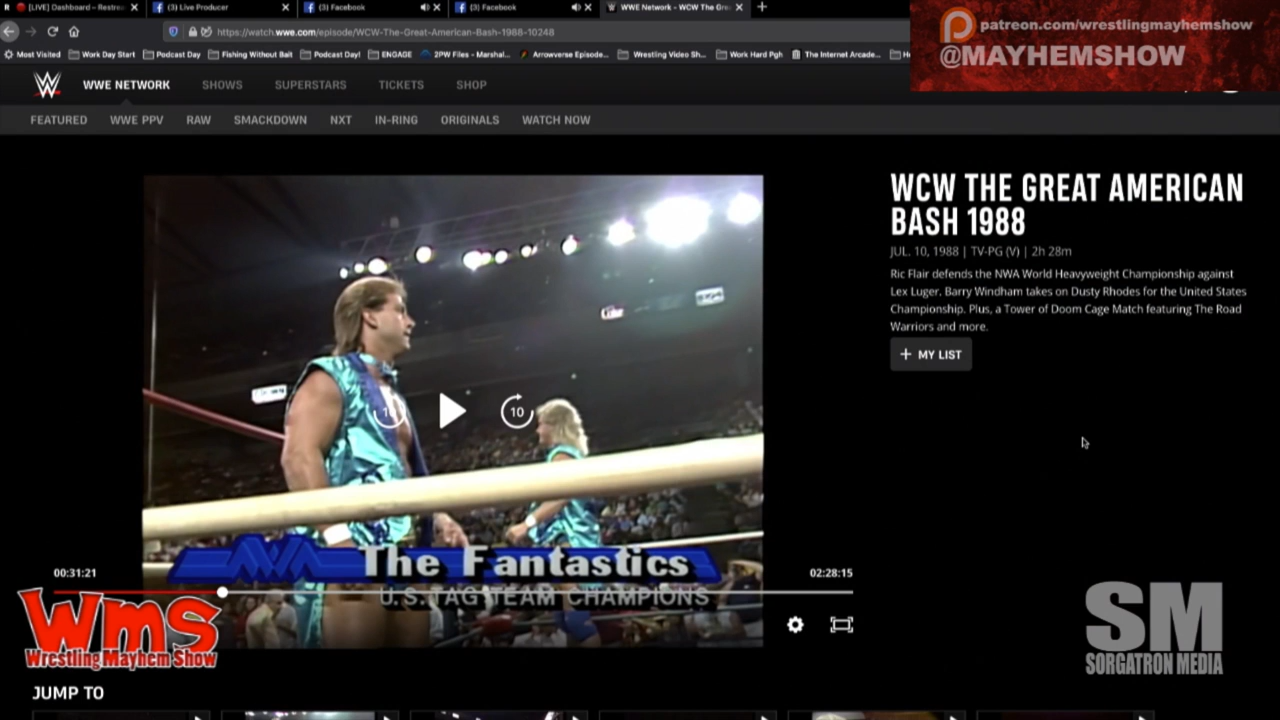 [LIVE] Dashboard – Restrea
(3) Live Producer
(3) Facebook
(3) Facebook
WWE Network - WCW The Gre
https://watch.wwe.com/episode/WCW-The-Great-American-Bash-1988-10248
Most Visited
Work Day Start
Podcast Day
Fishing Without Bait
Podcast Day!
ENGAGE
2PW Files - Marshal...
Arrowverse Episode...
Wrestling Video Sh...
Work Hard Pgh
The Internet Arcade...
patreon.com/wrestlingmayhemshow
@MAYHEMSHOW
W
WWE NETWORK
SHOWS
SUPERSTARS
TICKETS
SHOP
FEATURED
WWE PPV
RAW
SMACKDOWN
NXT
IN-RING
ORIGINALS
WATCH NOW
WCW THE GREAT AMERICAN
BASH 1988
JUL. 10, 1988 | TV-PG (V) | 2h 28m
Ric Flair defends the NWA World Heavyweight Championship against
Lex Luger. Barry Windham takes on Dusty Rhodes for the United States
Championship. Plus, a Tower of Doom Cage Match featuring The Road
Warriors and more.
+ MY LIST
10
10
NWA
The Fantastics
U.S. TAG TEAM CHAMPIONS
00:31:21
02:28:15
Wms
Wrestling Mayhem Show
SM
SORGATRON MEDIA
JUMP TO